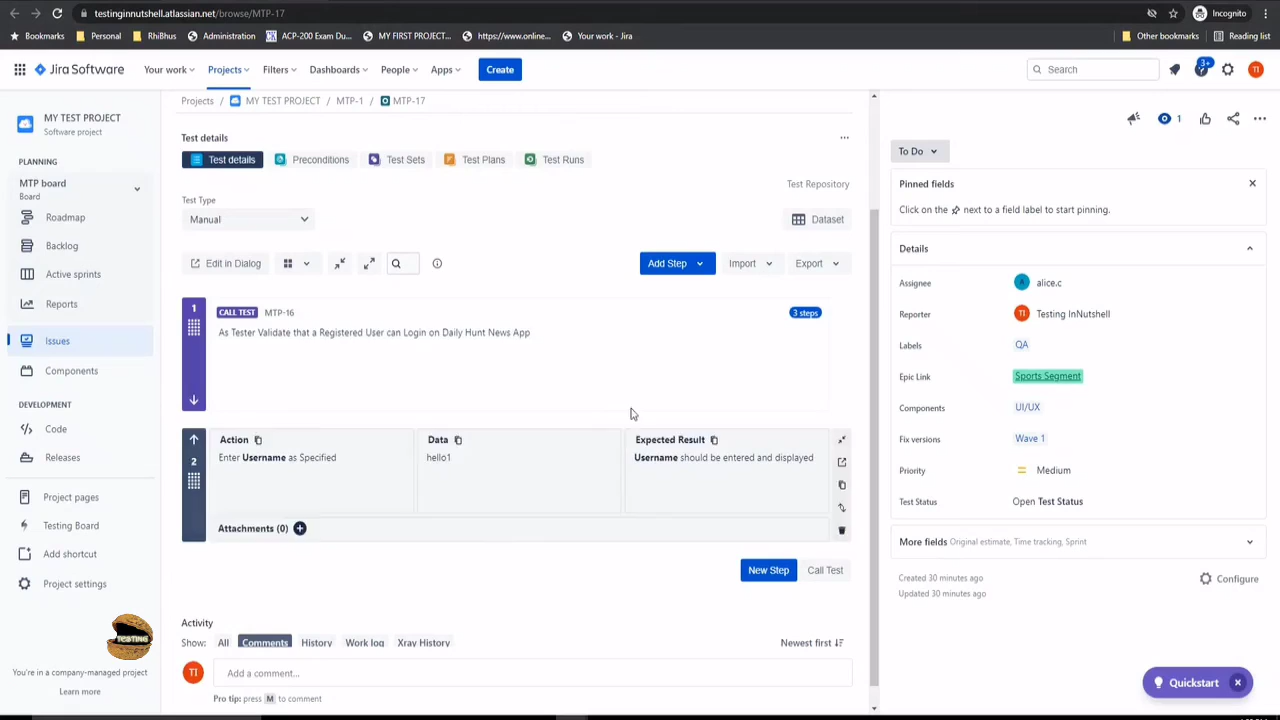 testinginnutshell.atlassian.net/browse/MTP-17
Incognito
Bookmarks Personal RhiBhus Administration ACP-200 Exam Du... MY FIRST PROJECT... https://www.online... Your work - Jira Other bookmarks Reading list
Jira Software Your work Projects Filters Dashboards People Apps Create Search 3+ TI
Projects / MY TEST PROJECT / MTP-1 / MTP-17
MY TEST PROJECT
Software project
PLANNING
MTP board
Board
Roadmap
Backlog
Active sprints
Reports
Issues
Components
DEVELOPMENT
Code
Releases
Project pages
Testing Board
Add shortcut
Project settings
TESTING
You're in a company-managed project
Learn more
Test details
Test details Preconditions Test Sets Test Plans Test Runs
Test Repository
Test Type
Manual
Dataset
Edit in Dialog
Add Step Import Export
1
CALL TEST MTP-16 3 steps
As Tester Validate that a Registered User can Login on Daily Hunt News App
2
Action Data Expected Result
Enter Username as Specified hello1 Username should be entered and displayed
Attachments (0)
New Step Call Test
Activity
Show: All Comments History Work log Xray History Newest first
TI Add a comment...
Pro tip: press M to comment
1
To Do
Pinned fields
Click on the next to a field label to start pinning.
Details
Assignee alice.c
Reporter TI Testing InNutshell
Labels QA
Epic Link Sports Segment
Components UI/UX
Fix versions Wave 1
Priority Medium
Test Status Open Test Status
More fields Original estimate, Time tracking, Sprint
Created 30 minutes ago Configure
Updated 30 minutes ago
Quickstart